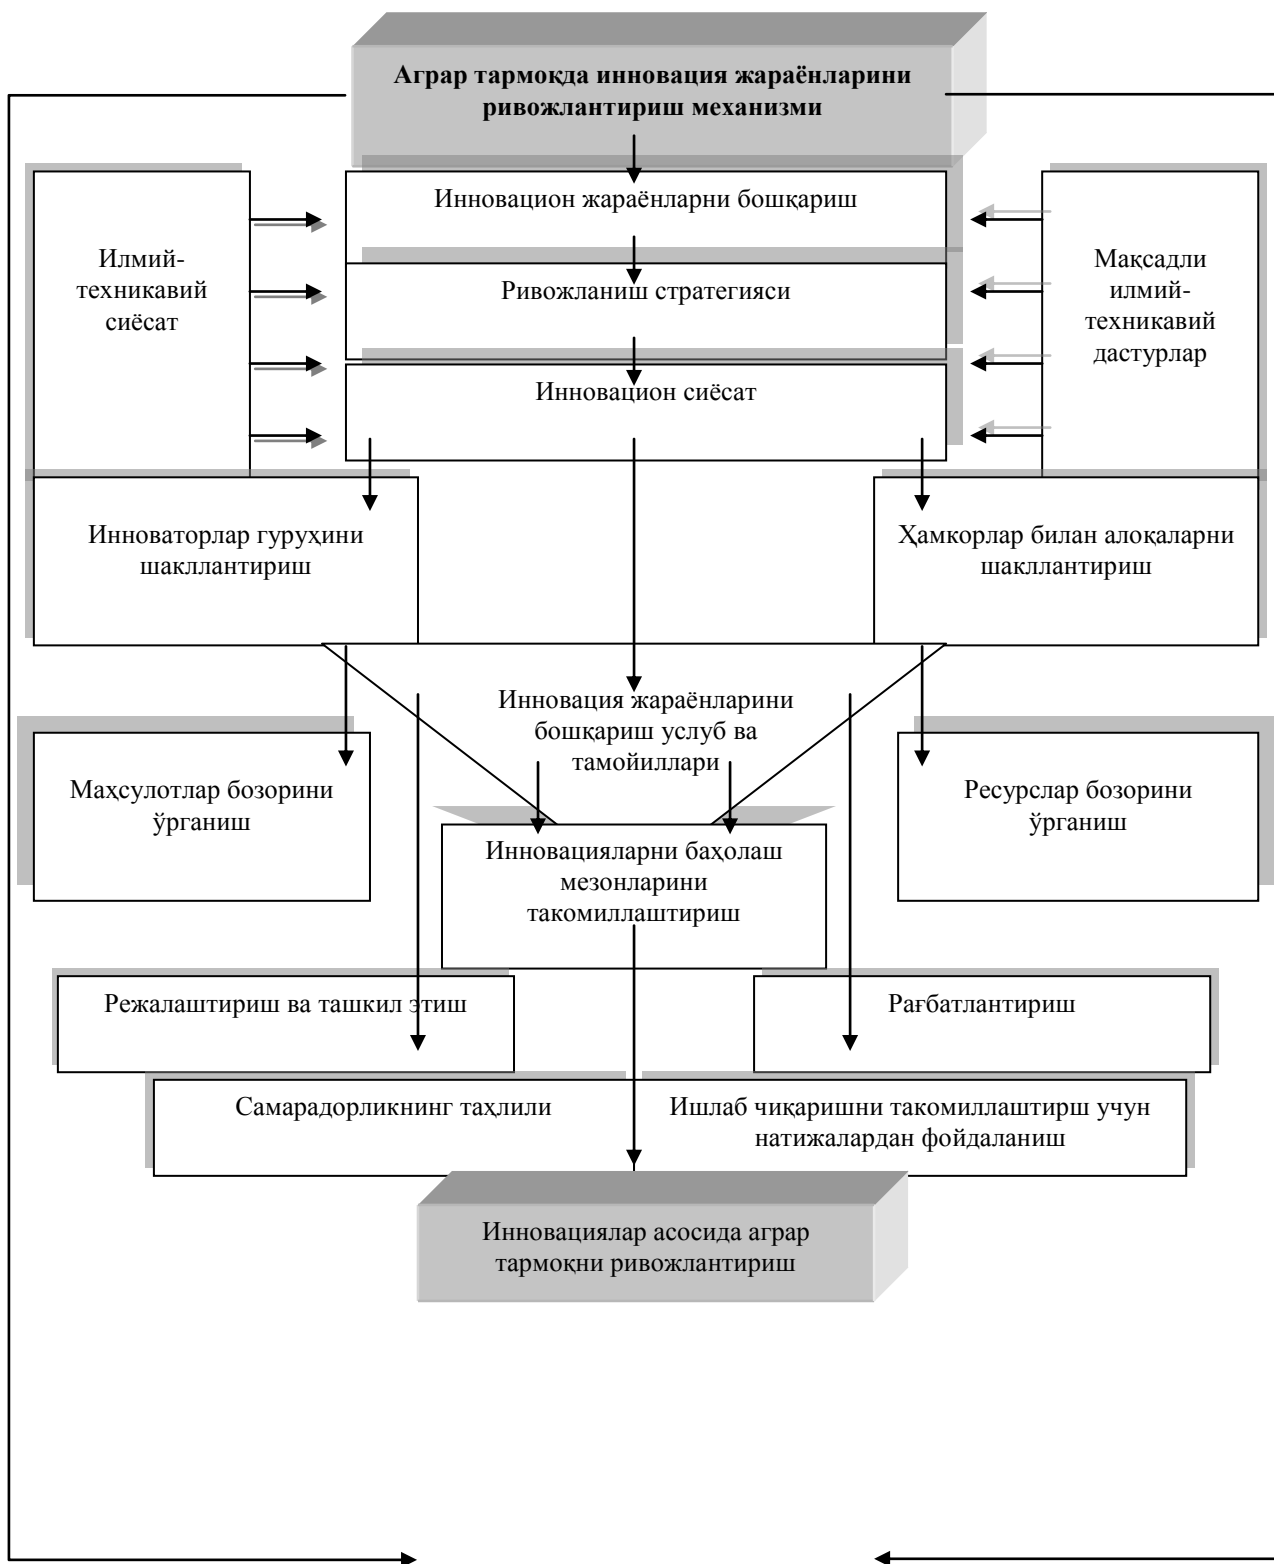 Аграр тармоқда инновация жараёнларини
ривожлантириш механизми
Инновацион жараёнларни бошқариш
Илмий-
техникавий
сиёсат
Ривожланиш стратегияси
Мақсадли
илмий-
техникавий
дастурлар
Инновацион сиёсат
Инноваторлар гуруҳини
шакллантириш
Ҳамкорлар билан алоқаларни
шакллантириш
Инновация жараёнларини
бошқариш услуб ва
тамойиллари
Маҳсулотлар бозорини
ўрганиш
Ресурслар бозорини
ўрганиш
Инновацияларни баҳолаш
мезонларини
такомиллаштириш
Режалаштириш ва ташкил этиш
Рағбатлантириш
Самарадорликнинг таҳлили
Ишлаб чиқаришни такомиллаштирш учун
натижалардан фойдаланиш
Инновациялар асосида аграр
тармоқни ривожлантириш